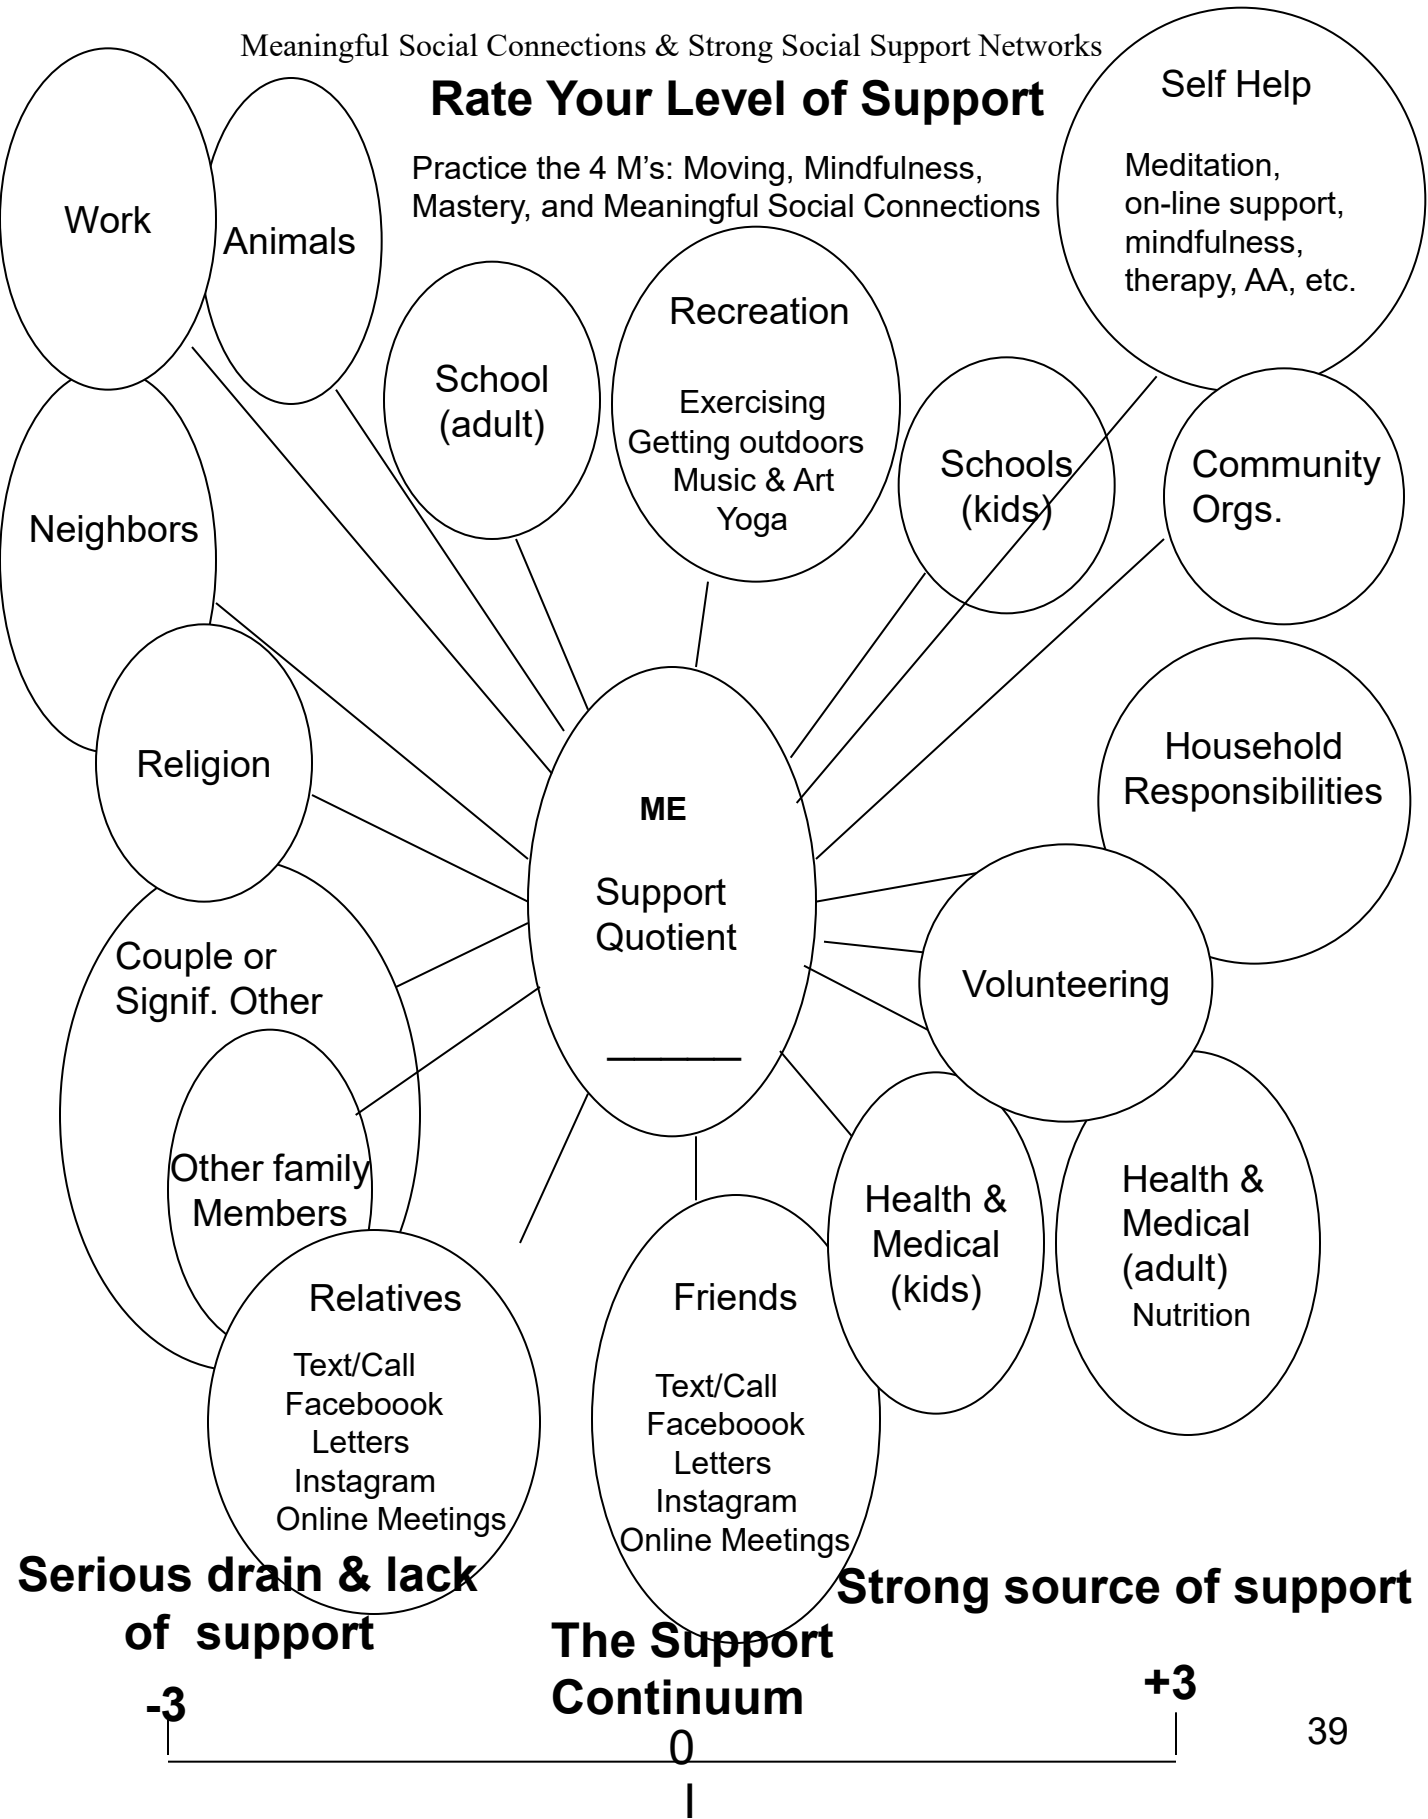 Meaningful Social Connections & Strong Social Support Networks
Rate Your Level of Support
Practice the 4 M’s: Moving, Mindfulness,
Mastery, and Meaningful Social Connections
Self Help
Meditation,
on-line support,
mindfulness,
therapy, AA, etc.
Work
Animals
School
(adult)
Recreation
Exercising
Getting outdoors
Music & Art
Yoga
Schools
(kids)
Community
Orgs.
Neighbors
Religion
Household
Responsibilities
ME
Support
Quotient
Couple or
Signif. Other
Volunteering
Other family
Members
Health &
Medical
(kids)
Health &
Medical
(adult)
Nutrition
Relatives
Text/Call
Faceboook
Letters
Instagram
Online Meetings
Friends
Text/Call
Faceboook
Letters
Instagram
Online Meetings
Serious drain & lack
of  support
Strong source of support
The Support
Continuum
-3
0
+3
39